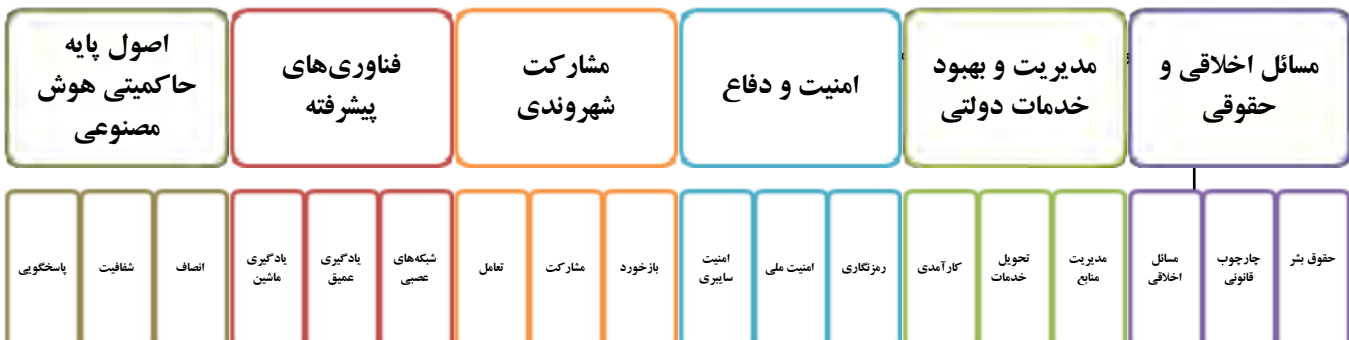 مسائل اخلاقی و
حقوقی
مدیریت و بهبود
خدمات دولتی
امنیت و دفاع
مشارکت
شهروندی
فناوری‌های
پیشرفته
اصول پایه
حاکمیتی هوش
مصنوعی
حقوق بشر
چارچوب
قانونی
مسائل
اخلاقی
مدیریت
منابع
تحویل
خدمات
کارآمدی
رمزنگاری
امنیت ملی
امنیت
سایبری
بازخورد
مشارکت
تعامل
شبکه‌های
عصبی
یادگیری
عمیق
یادگیری
ماشین
انصاف
شفافیت
پاسخگویی